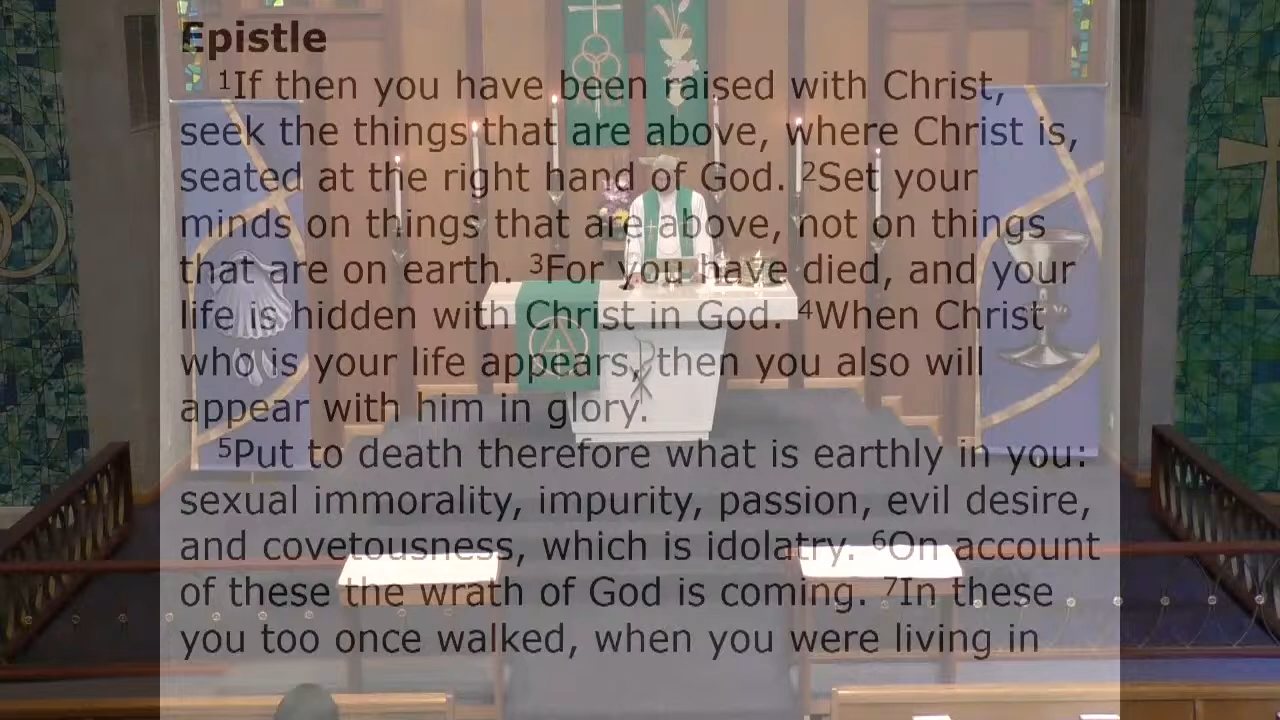 Epistle
¹If then you have been raised with Christ,
seek the things that are above, where Christ is,
seated at the right hand of God. ²Set your
minds on things that are above, not on things
that are on earth. ³For you have died, and your
life is hidden with Christ in God. ⁴When Christ
who is your life appears, then you also will
appear with him in glory.
⁵Put to death therefore what is earthly in you:
sexual immorality, impurity, passion, evil desire,
and covetousness, which is idolatry. ⁶On account
of these the wrath of God is coming. ⁷In these
you too once walked, when you were living in